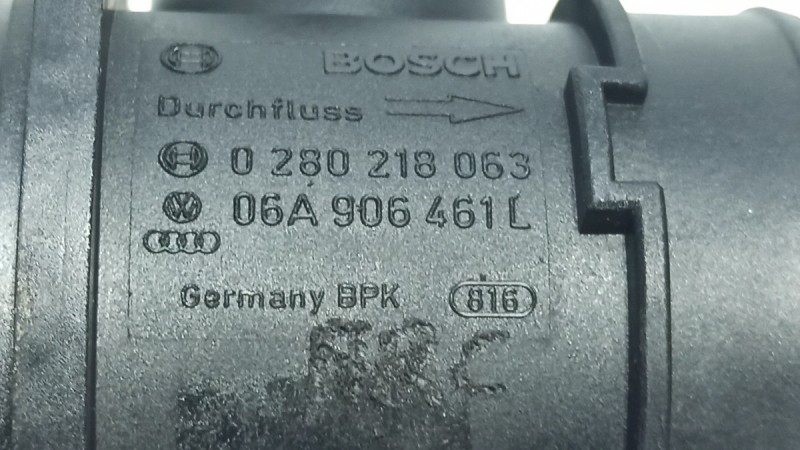 BOSCH
Durchfluss
0 280 218 063
06A 906 461 L
Germany BPK 816